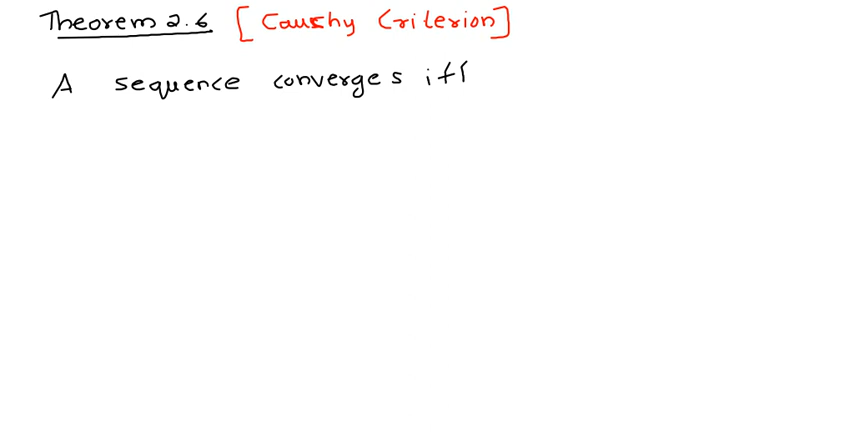 Theorem 2.6 [Cauchy Criterion]
A sequence converges iff